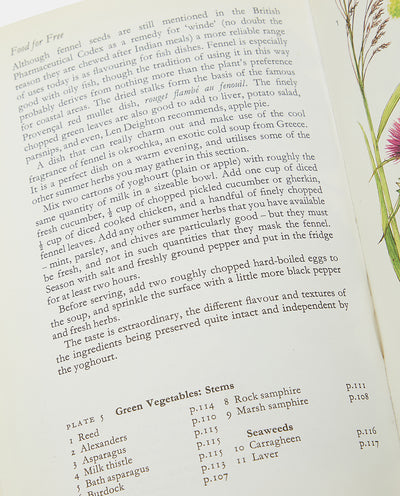 Food for Free
Although fennel seeds are still mentioned in the British
Pharmaceutical Codex as a remedy for 'winde' (no doubt the
reason they are chewed after Indian meals) a more reliable range
of uses today is as flavouring for fish dishes. Fennel is especially
good with oily fish, though the tradition of using it in this way
probably derives from nothing more than the plant's preference
for coastal areas. The dried stalks form the basis of the famous
Provençal red mullet dish, rouget flambé au fenouil. The finely
chopped green leaves are also good to add to liver, potato salad,
parsnips, and even, Len Deighton recommends, apple pie.
A dish that can really charm out and make use of the cool
fragrance of fennel is okrochka, an exotic cold soup from Greece.
It is a perfect dish on a warm evening, and utilises some of the
other summer herbs you may gather in this section.
Mix two cartons of yoghourt (plain or apple) with roughly the
same quantity of milk in a sizeable bowl. Add one cup of diced
fresh cucumber, ½ cup of chopped pickled cucumber or gherkin,
½ cup of diced cooked chicken, and a handful of finely chopped
fennel leaves. Add any other summer herbs that you have available
– mint, parsley, and chives are particularly good – but they must
be fresh, and not in such quantities that they mask the fennel.
Season with salt and freshly ground pepper and put in the fridge
for at least two hours.
Before serving, add two roughly chopped hard-boiled eggs to
the soup, and sprinkle the surface with a little more black pepper
and fresh herbs.
The taste is extraordinary, the different flavour and textures of
the ingredients being preserved quite intact and independent by
the yoghourt.
PLATE 5 Green Vegetables: Stems
1 Reed p.114
2 Alexanders p.110
3 Asparagus p.115
4 Milk thistle p.115
5 Bath asparagus p.115
6 Burdock p.113
p.107
8 Rock samphire p.111
9 Marsh samphire p.108
Seaweeds
10 Carragheen p.116
11 Laver p.117